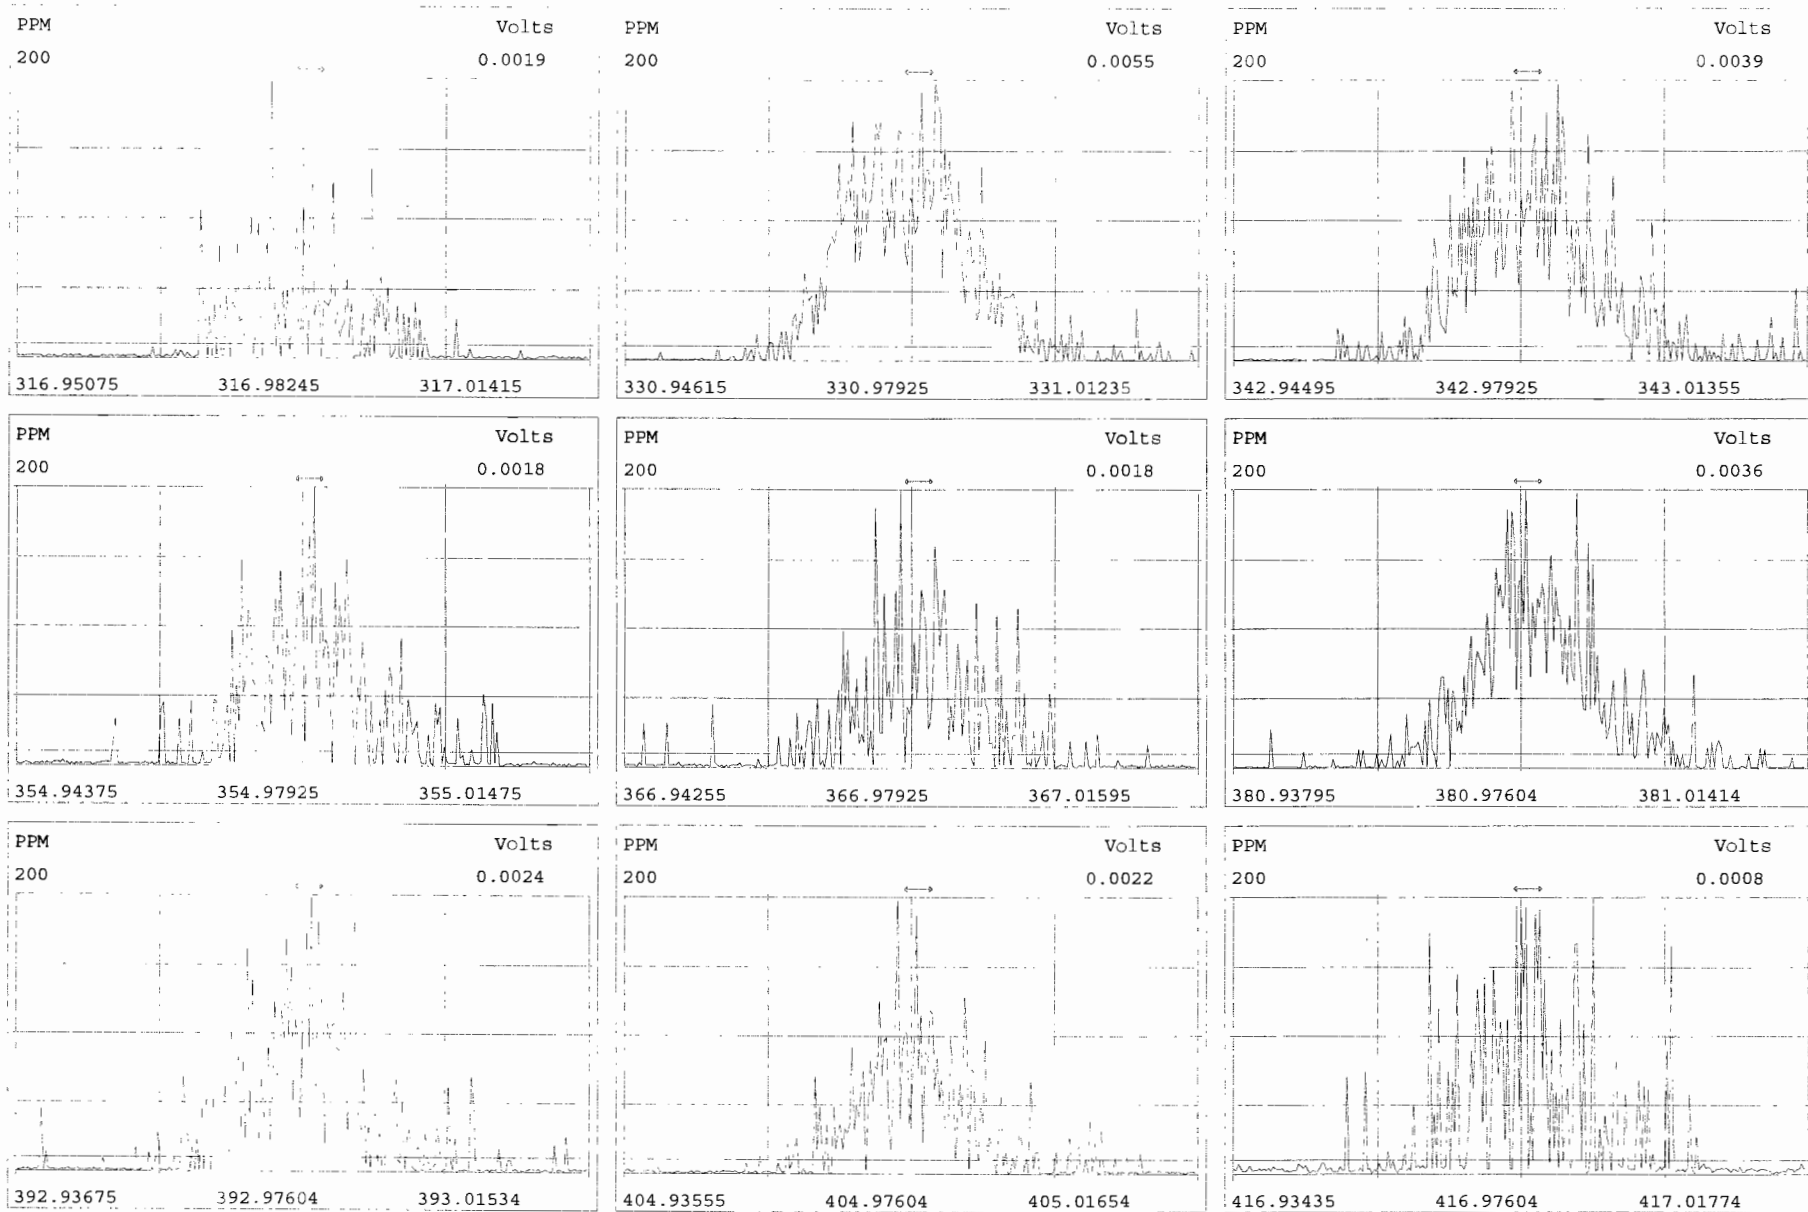 PPM Volts
200 0.0019
316.95075 316.98245 317.01415
PPM Volts
200 0.0055
330.94615 330.97925 331.01235
PPM Volts
200 0.0039
342.94495 342.97925 343.01355
PPM Volts
200 0.0018
354.94375 354.97925 355.01475
PPM Volts
200 0.0018
366.94255 366.97925 367.01595
PPM Volts
200 0.0036
380.93795 380.97604 381.01414
PPM Volts
200 0.0024
392.93675 392.97604 393.01534
PPM Volts
200 0.0022
404.93555 404.97604 405.01654
PPM Volts
200 0.0008
416.93435 416.97604 417.01774